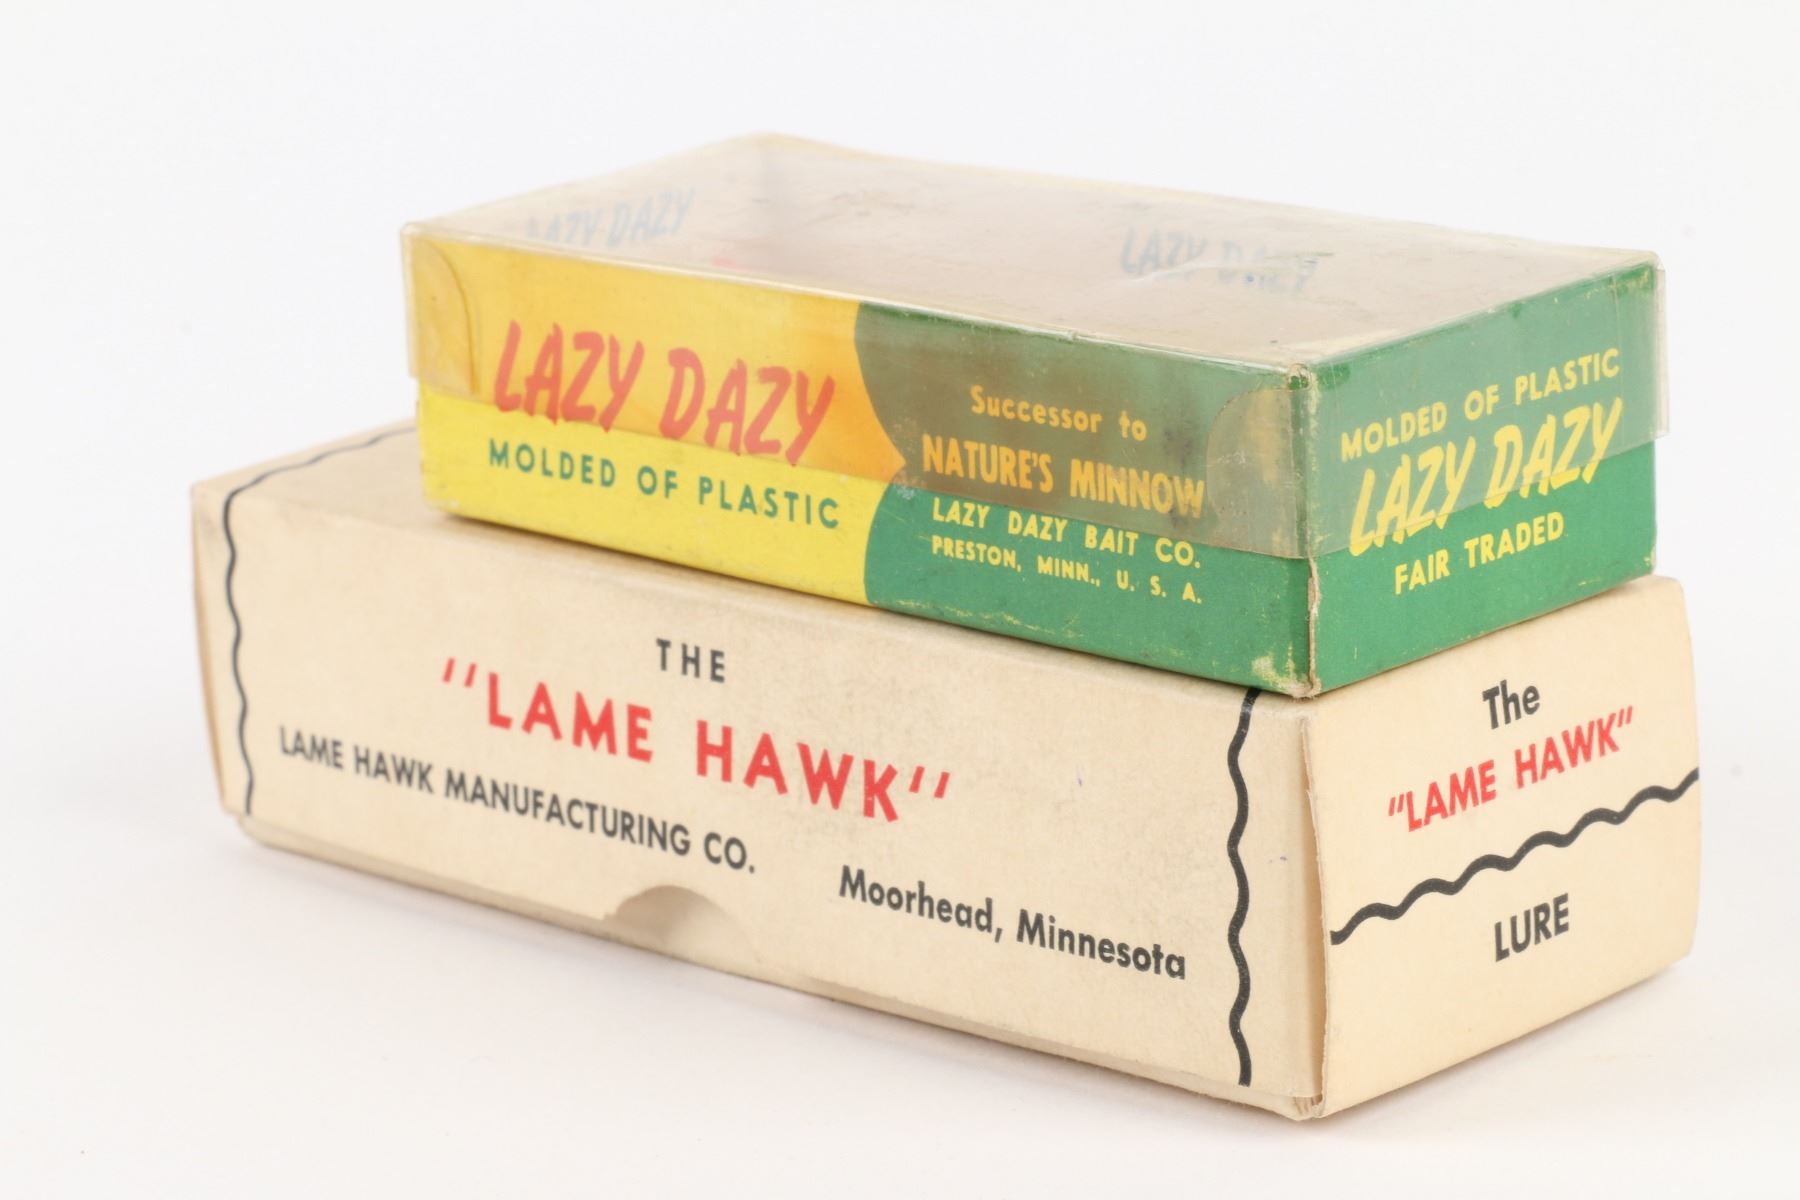 LAZY DAZY
LAZY DAZY
LAZY DAZY
MOLDED OF PLASTIC
Successor to
NATURE'S MINNOW
LAZY DAZY BAIT CO.
PRESTON, MINN., U. S. A.
MOLDED OF PLASTIC
LAZY DAZY
FAIR TRADED
THE
"LAME HAWK"
LAME HAWK MANUFACTURING CO.
Moorhead, Minnesota
The
"LAME HAWK"
LURE